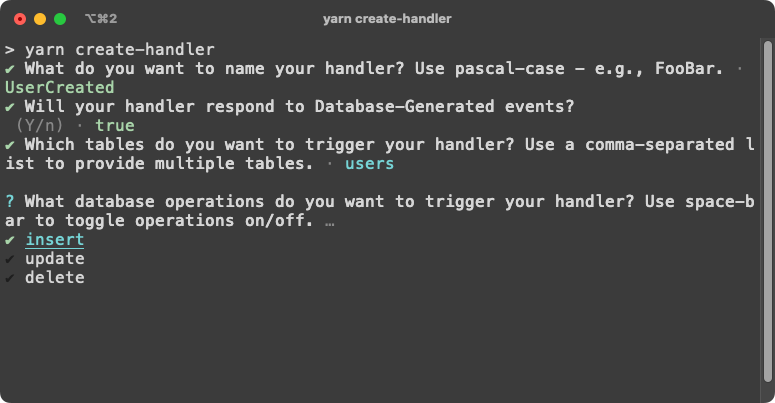 ⌥⌘2
yarn create-handler
> yarn create-handler
✔ What do you want to name your handler? Use pascal-case - e.g., FooBar. ·
UserCreated
✔ Will your handler respond to Database-Generated events?
(Y/n) · true
✔ Which tables do you want to trigger your handler? Use a comma-separated l
ist to provide multiple tables. · users
? What database operations do you want to trigger your handler? Use space-b
ar to toggle operations on/off. …
✔ insert
✔ update
✔ delete